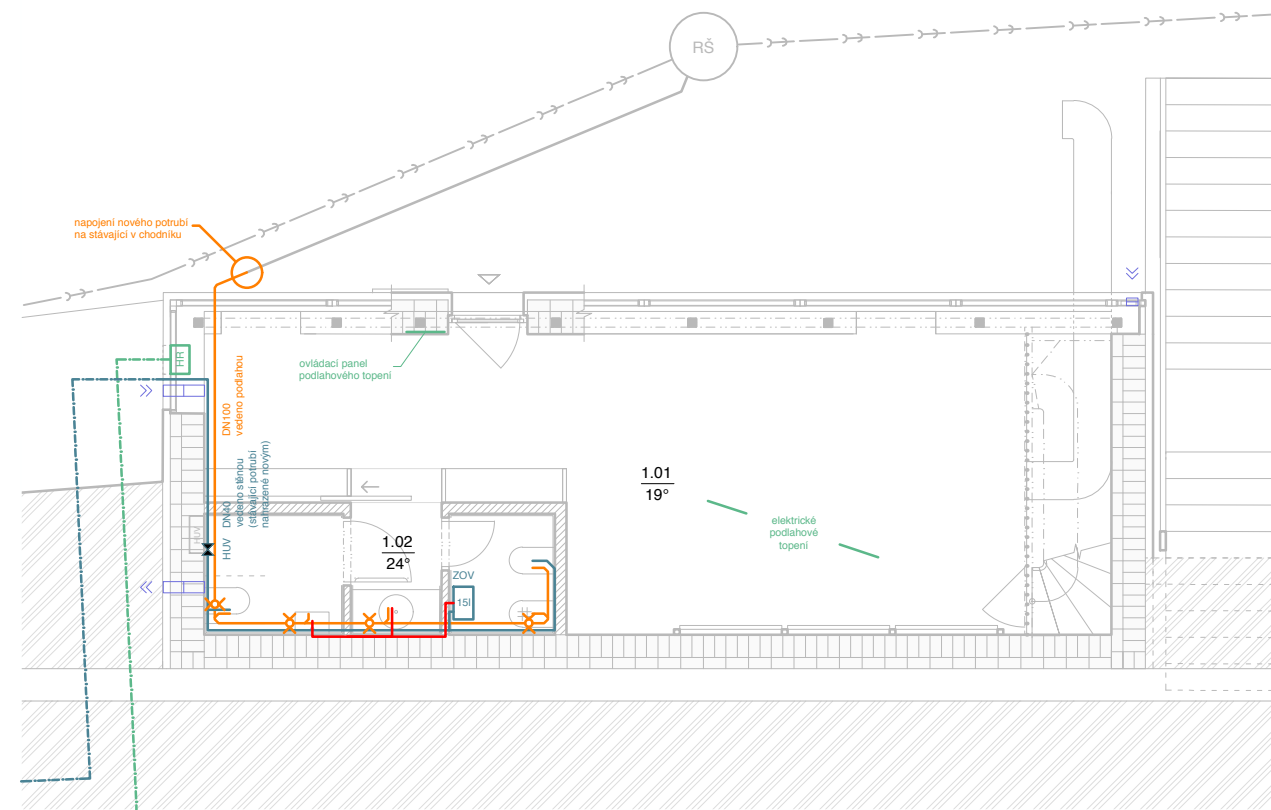 RŠ
napojení nového potrubí
na stávající v chodníku
HR
ovládací panel
podlahového topení
DN100
vedeno podlahou
DN40
vedeno stěnou
(stávající potrubí
nahrazené novým)
HUV
HUV
1.01
19°
elektrické
podlahové
topení
1.02
24°
ZOV
15l